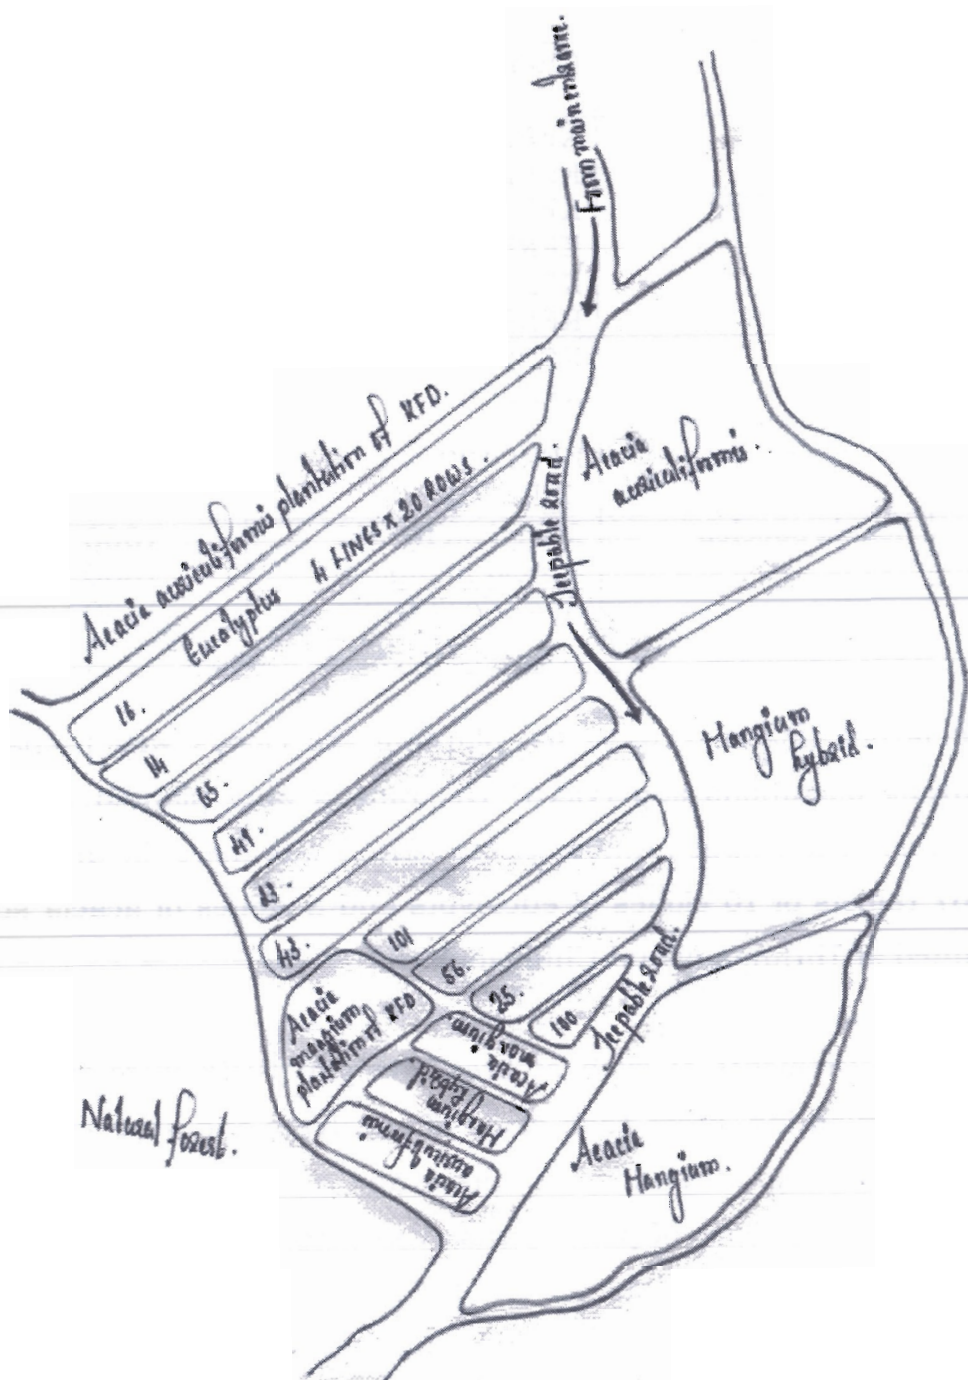 From main entrance.
Acacia auriculiformis plantation of KFD.
Eucalyptus 4 LINES x 20 ROWS.
Jeepable road.
Acacia
auriculiformis.
16.
14
65.
49.
23.
43.
101
56.
25.
100
Mangium
hybrid.
Jeepable road.
Acacia
mangium
plantation of KFD
Acacia
mangium
Mangium
hybrid
Acacia
auriculiformis
Natural forest.
Acacia
Mangium.